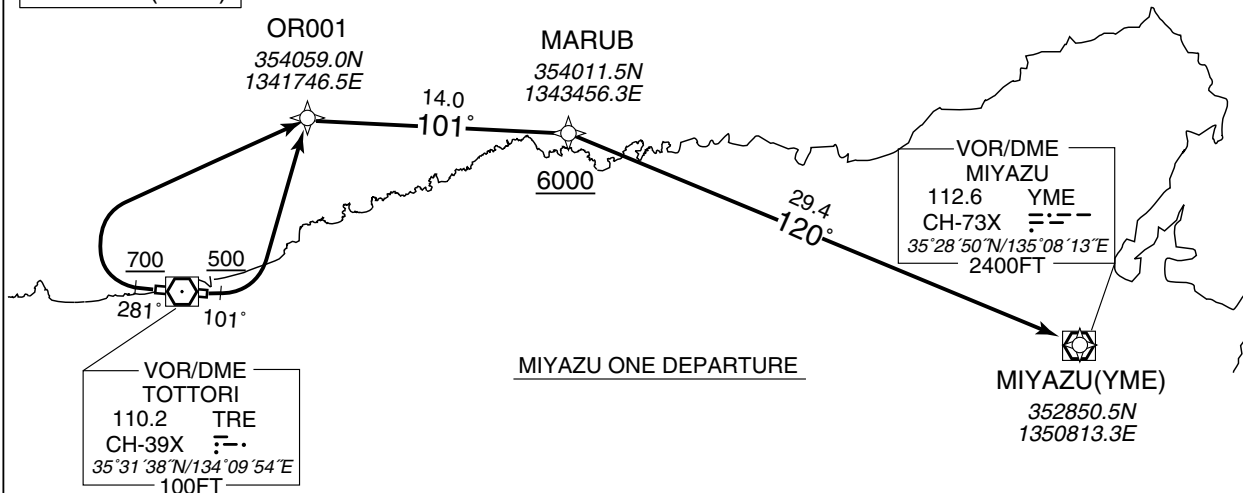 OR001
354059.0N
1341746.5E
MARUB
354011.5N
1343456.3E
14.0
101°
6000
29.4
120°
VOR/DME
MIYAZU
112.6 YME
CH-73X
35°28´50˝N/135°08´13˝E
2400FT
700
500
281°
101°
VOR/DME
TOTTORI
110.2 TRE
CH-39X
35°31´38˝N/134°09´54˝E
100FT
MIYAZU ONE DEPARTURE
MIYAZU(YME)
352850.5N
1350813.3E